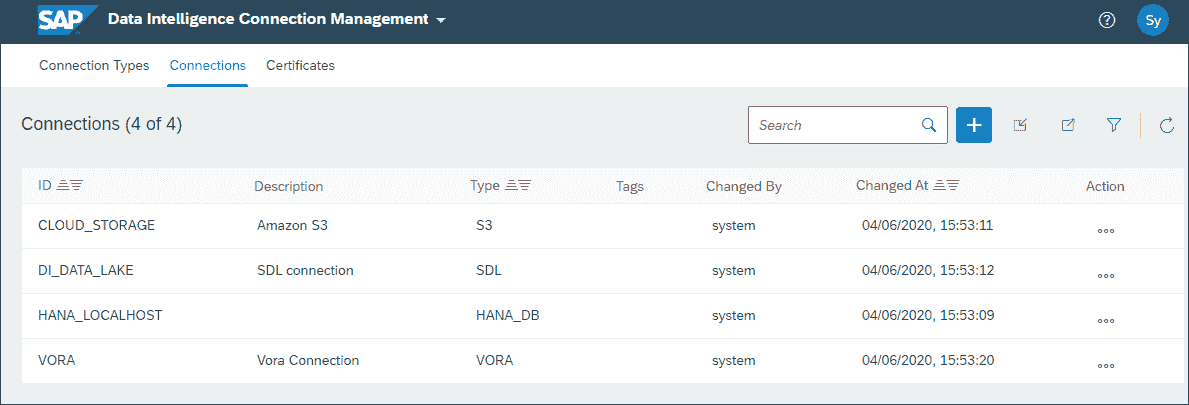 SAP Data Intelligence Connection Management
Sy
Connection Types Connections Certificates
Connections (4 of 4)
Search
ID Description Type Tags Changed By Changed At Action
CLOUD_STORAGE Amazon S3 S3 system 04/06/2020, 15:53:11
DI_DATA_LAKE SDL connection SDL system 04/06/2020, 15:53:12
HANA_LOCALHOST HANA_DB system 04/06/2020, 15:53:09
VORA Vora Connection VORA system 04/06/2020, 15:53:20